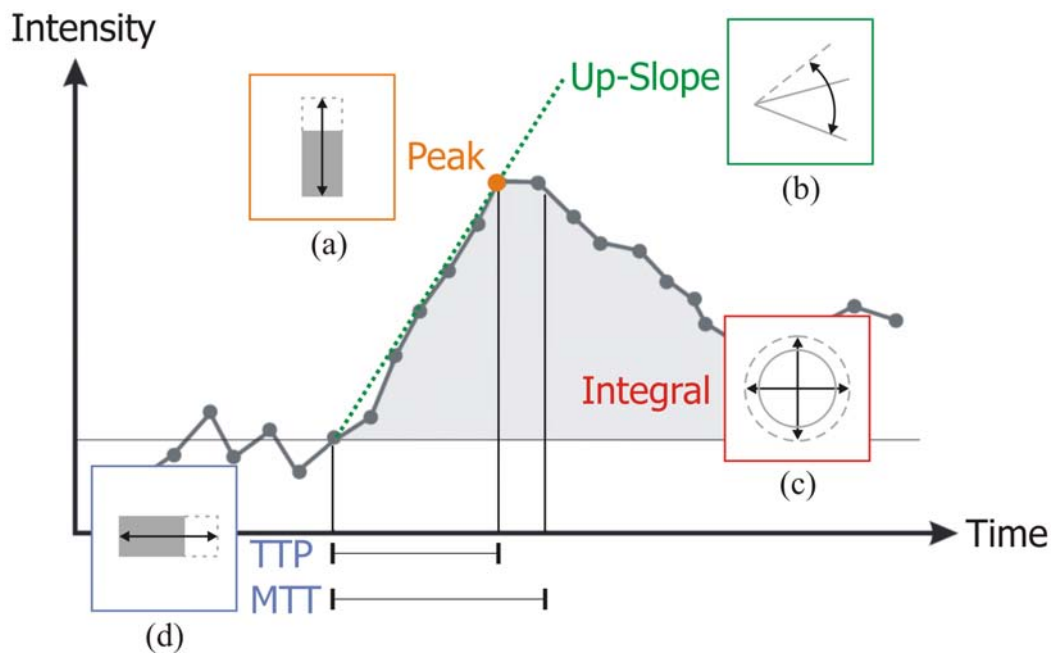 Intensity
Up-Slope
(b)
Peak
(a)
Integral
(c)
Time
TTP
MTT
(d)